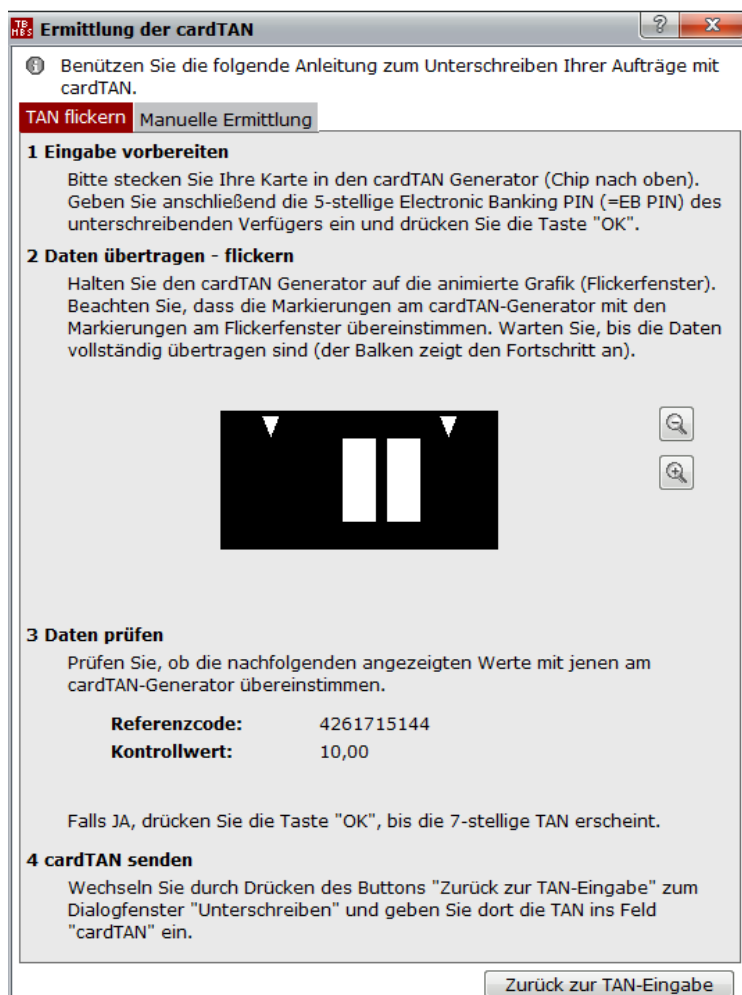 TB
MBS
Ermittlung der cardTAN
?
X
Benützen Sie die folgende Anleitung zum Unterschreiben Ihrer Aufträge mit
cardTAN.
TAN flickern Manuelle Ermittlung
1 Eingabe vorbereiten
Bitte stecken Sie Ihre Karte in den cardTAN Generator (Chip nach oben).
Geben Sie anschließend die 5-stellige Electronic Banking PIN (=EB PIN) des
unterschreibenden Verfügers ein und drücken Sie die Taste "OK".
2 Daten übertragen - flickern
Halten Sie den cardTAN Generator auf die animierte Grafik (Flickerfenster).
Beachten Sie, dass die Markierungen am cardTAN-Generator mit den
Markierungen am Flickerfenster übereinstimmen. Warten Sie, bis die Daten
vollständig übertragen sind (der Balken zeigt den Fortschritt an).
3 Daten prüfen
Prüfen Sie, ob die nachfolgenden angezeigten Werte mit jenen am
cardTAN-Generator übereinstimmen.
Referenzcode: 4261715144
Kontrollwert: 10,00
Falls JA, drücken Sie die Taste "OK", bis die 7-stellige TAN erscheint.
4 cardTAN senden
Wechseln Sie durch Drücken des Buttons "Zurück zur TAN-Eingabe" zum
Dialogfenster "Unterschreiben" und geben Sie dort die TAN ins Feld
"cardTAN" ein.
Zurück zur TAN-Eingabe